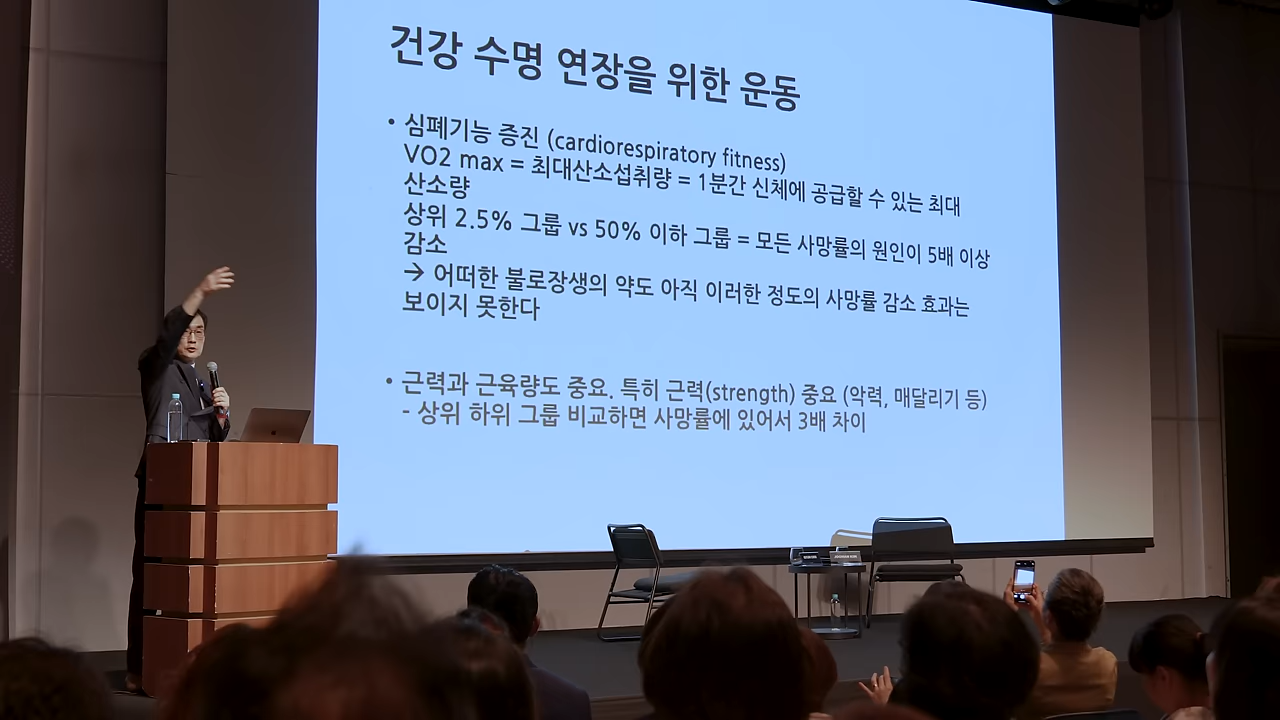 건강 수명 연장을 위한 운동
• 심폐기능 증진 (cardiorespiratory fitness)
VO2 max = 최대산소섭취량 = 1분간 신체에 공급할 수 있는 최대
산소량
상위 2.5% 그룹 vs 50% 이하 그룹 = 모든 사망률의 원인이 5배 이상
감소
→ 어떠한 불로장생의 약도 아직 이러한 정도의 사망률 감소 효과는
보이지 못한다
• 근력과 근육량도 중요. 특히 근력(strength) 중요 (악력, 매달리기 등)
- 상위 하위 그룹 비교하면 사망률에 있어서 3배 차이